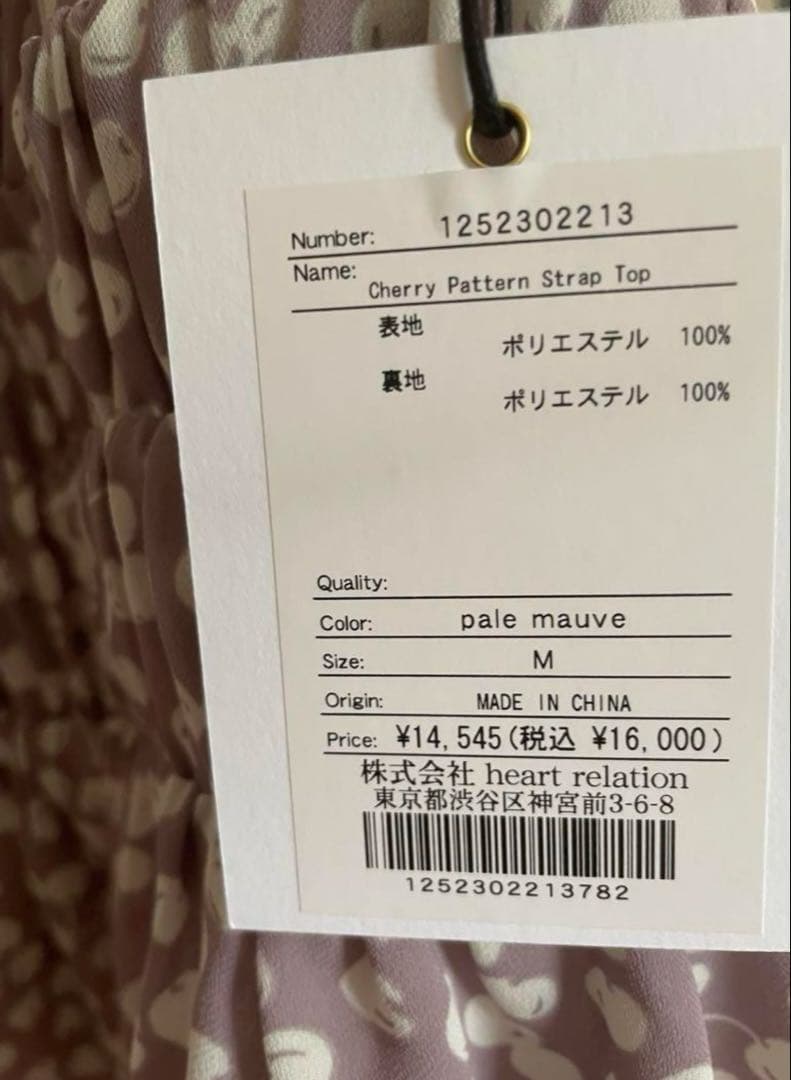 Number: 1252302213
Name: Cherry Pattern Strap Top
表地 ポリエステル 100%
裏地 ポリエステル 100%
Quality:
Color: pale mauve
Size: M
Origin: MADE IN CHINA
Price: ¥14,545(税込 ¥16,000)
株式会社 heart relation
東京都渋谷区神宮前3-6-8
1252302213782